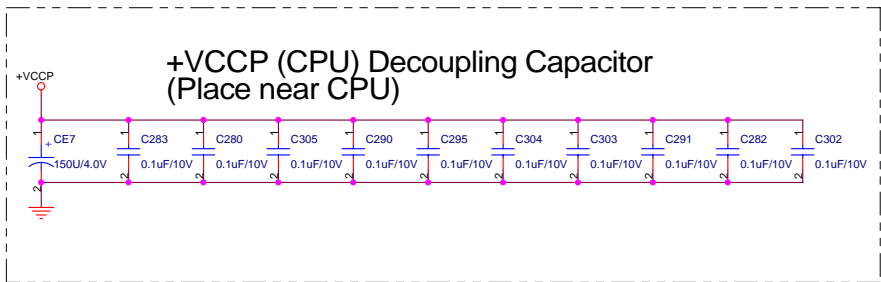 +VCCP (CPU) Decoupling Capacitor
(Place near CPU)
+VCCP
1 1 1 1 1 1 1 1 1 1 1
+ CE7 C283 C280 C305 C290 C295 C304 C303 C291 C282 C302
150U/4.0V 0.1uF/10V 0.1uF/10V 0.1uF/10V 0.1uF/10V 0.1uF/10V 0.1uF/10V 0.1uF/10V 0.1uF/10V 0.1uF/10V 0.1uF/10V
2 2 2 2 2 2 2 2 2 2 2